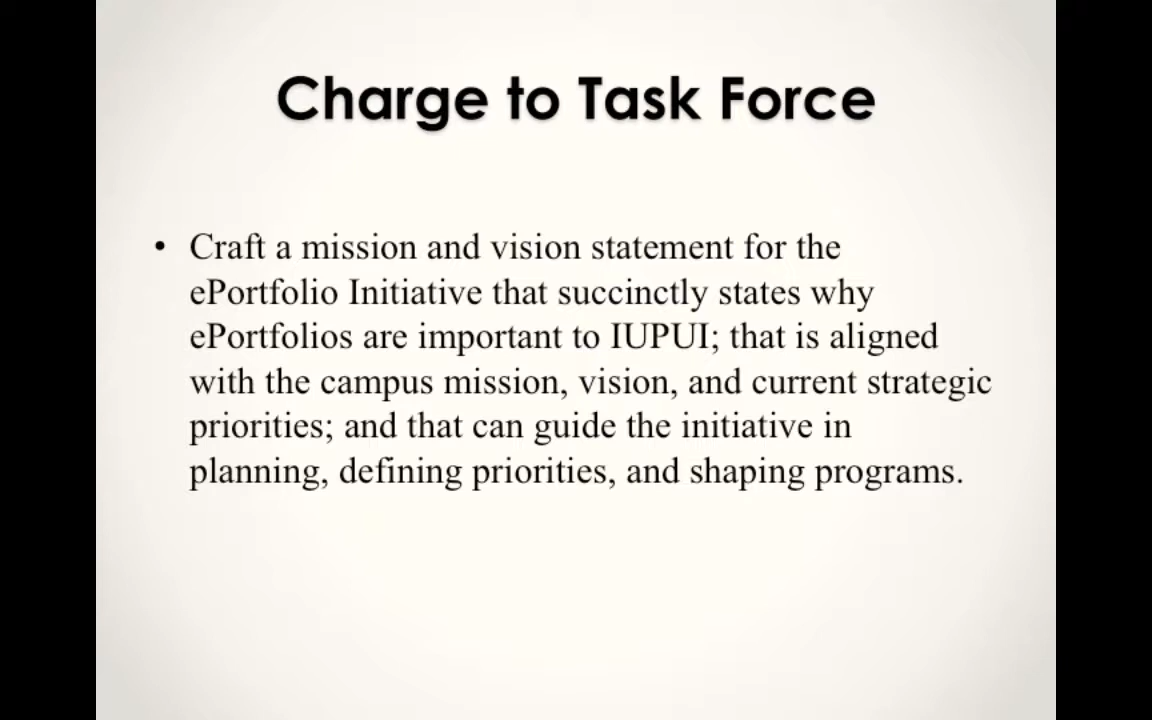 Charge to Task Force
• Craft a mission and vision statement for the
ePortfolio Initiative that succinctly states why
ePortfolios are important to IUPUI; that is aligned
with the campus mission, vision, and current strategic
priorities; and that can guide the initiative in
planning, defining priorities, and shaping programs.